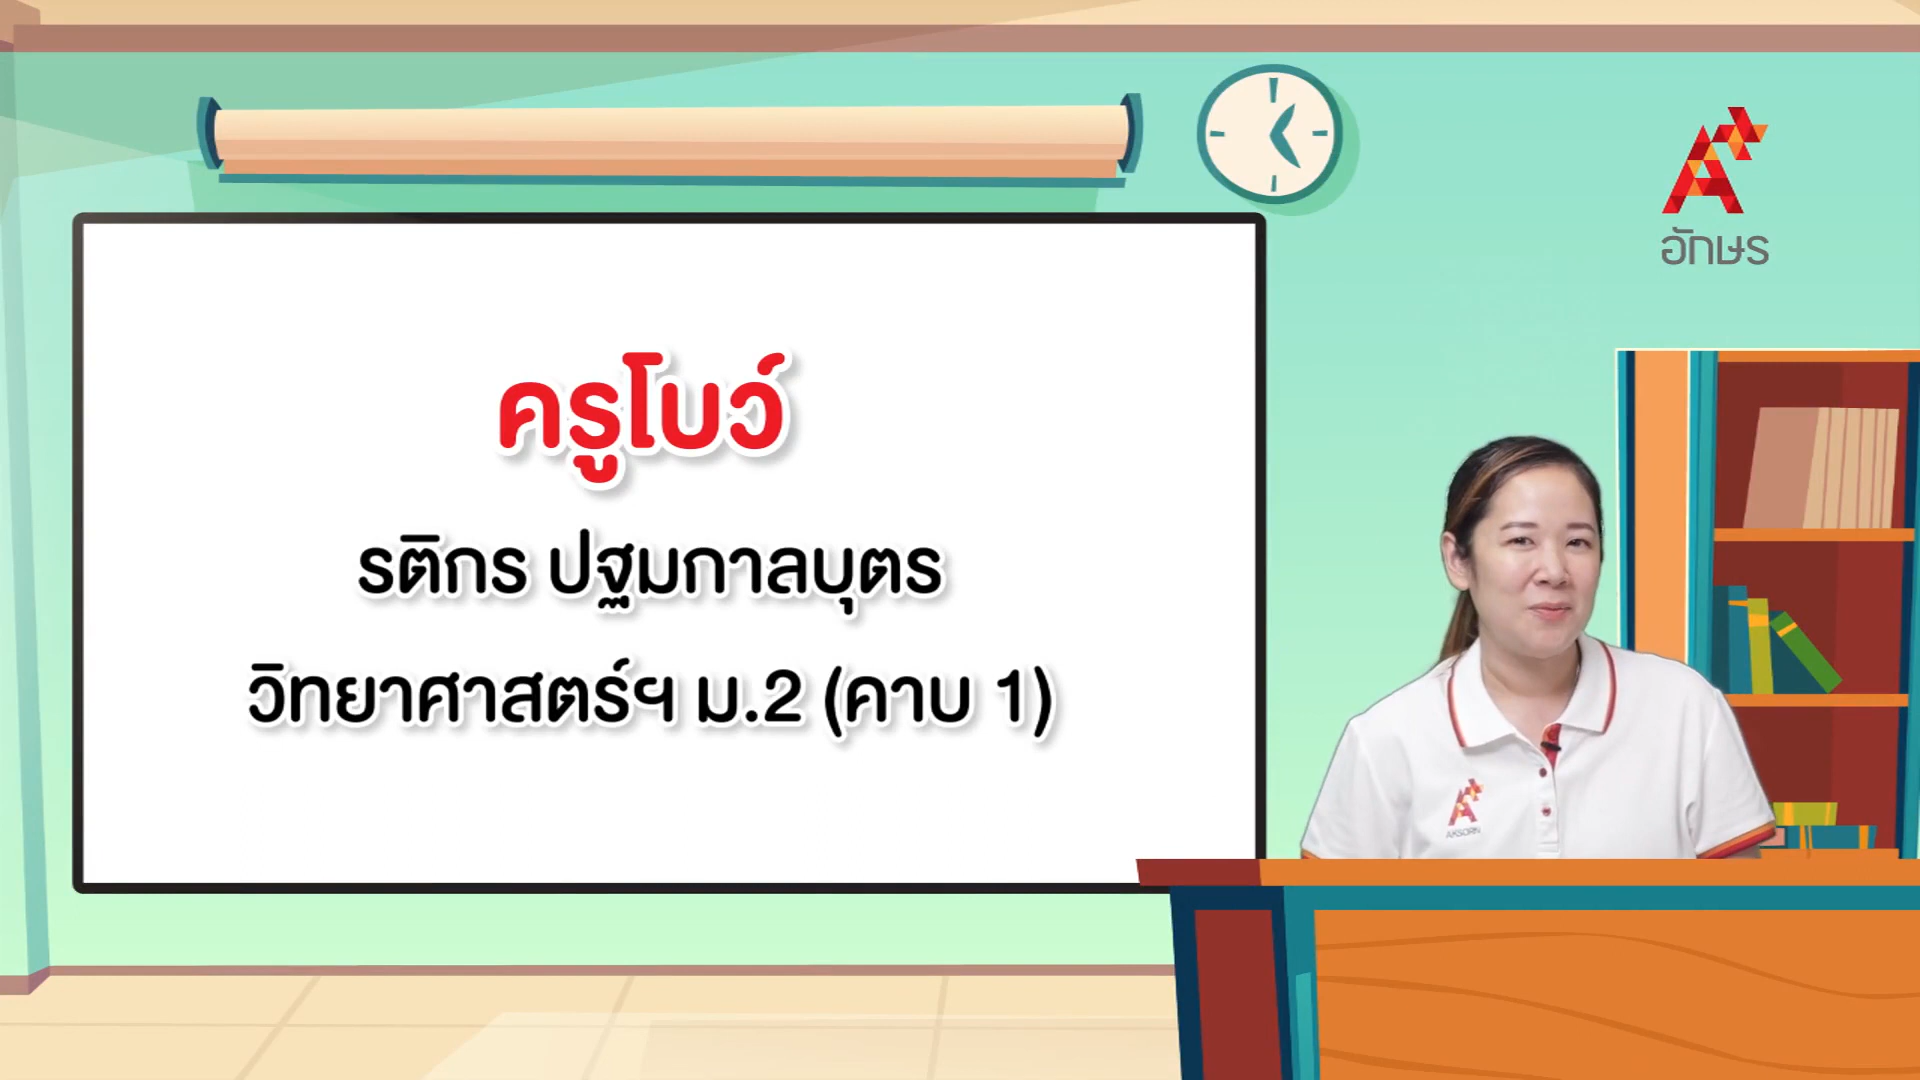 อักษร
ครูโบว์
รติกร ปฐมกาลบุตร
วิทยาศาสตร์ฯ ม.2 (คาบ 1)
AKSORN